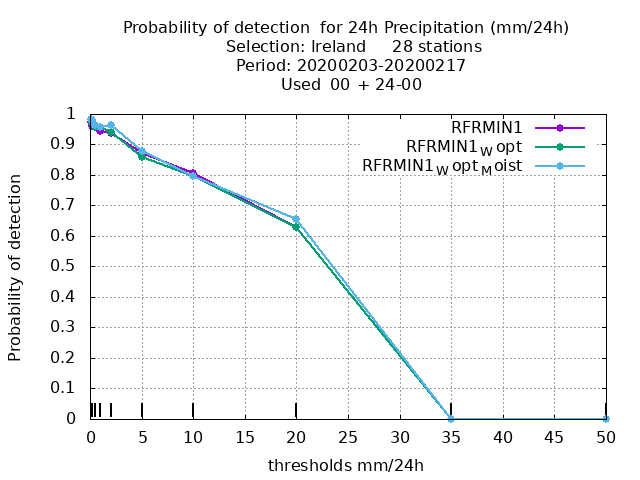 Probability of detection for 24h Precipitation (mm/24h)
Selection: Ireland 28 stations
Period: 20200203-20200217
Used 00 + 24-00
RFRMIN1
RFRMIN1Wopt
RFRMIN1WoptMoist
Probability of detection
1
0.9
0.8
0.7
0.6
0.5
0.4
0.3
0.2
0.1
0
0 5 10 15 20 25 30 35 40 45 50
thresholds mm/24h